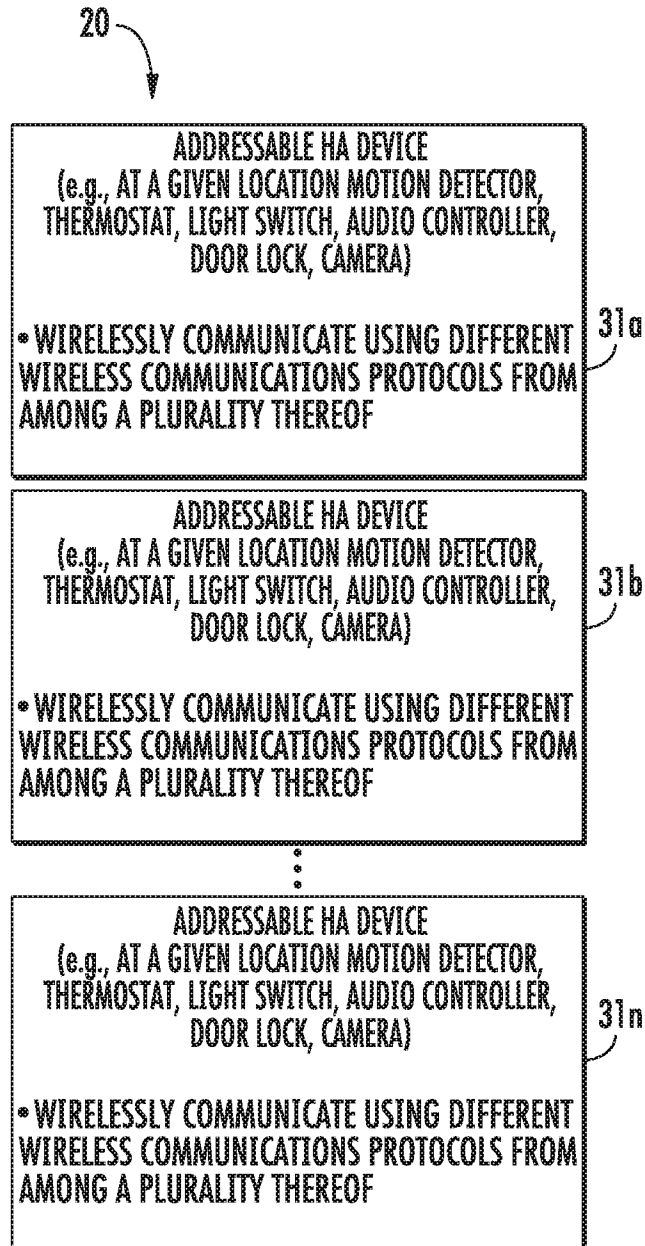 20
ADDRESSABLE HA DEVICE
(e.g., AT A GIVEN LOCATION MOTION DETECTOR,
THERMOSTAT, LIGHT SWITCH, AUDIO CONTROLLER,
DOOR LOCK, CAMERA)
• WIRELESSLY COMMUNICATE USING DIFFERENT
WIRELESS COMMUNICATIONS PROTOCOLS FROM
AMONG A PLURALITY THEREOF
31a
ADDRESSABLE HA DEVICE
(e.g., AT A GIVEN LOCATION MOTION DETECTOR,
THERMOSTAT, LIGHT SWITCH, AUDIO CONTROLLER,
DOOR LOCK, CAMERA)
• WIRELESSLY COMMUNICATE USING DIFFERENT
WIRELESS COMMUNICATIONS PROTOCOLS FROM
AMONG A PLURALITY THEREOF
31b
ADDRESSABLE HA DEVICE
(e.g., AT A GIVEN LOCATION MOTION DETECTOR,
THERMOSTAT, LIGHT SWITCH, AUDIO CONTROLLER,
DOOR LOCK, CAMERA)
• WIRELESSLY COMMUNICATE USING DIFFERENT
WIRELESS COMMUNICATIONS PROTOCOLS FROM
AMONG A PLURALITY THEREOF
31n